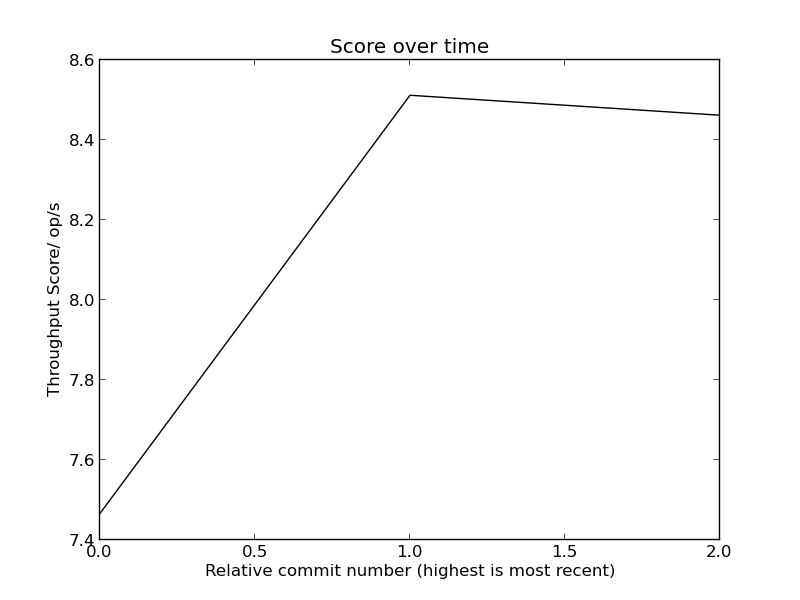 Score over time
8.6
8.4
8.2
8.0
7.8
7.6
7.4
Throughput Score/ op/s
0.0 0.5 1.0 1.5 2.0
Relative commit number (highest is most recent)